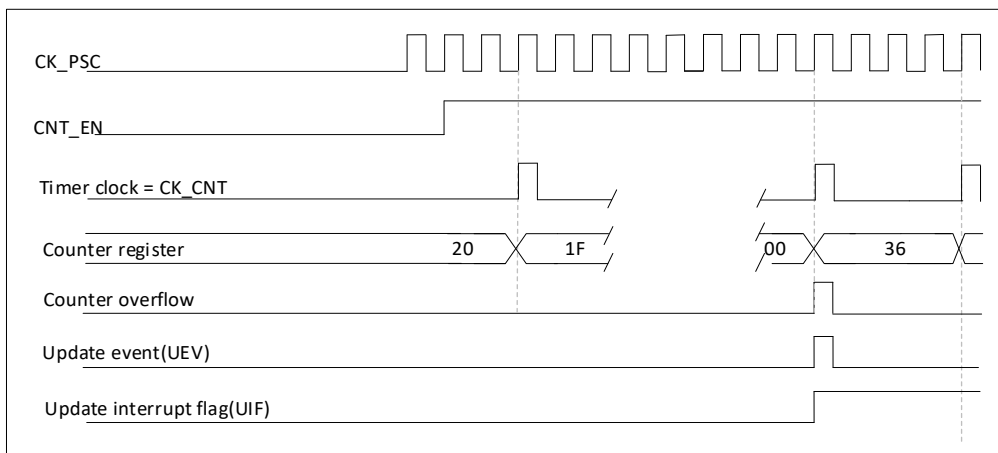 CK_PSC
CNT_EN
Timer clock = CK_CNT
Counter register 20 1F 00 36
Counter overflow
Update event(UEV)
Update interrupt flag(UIF)